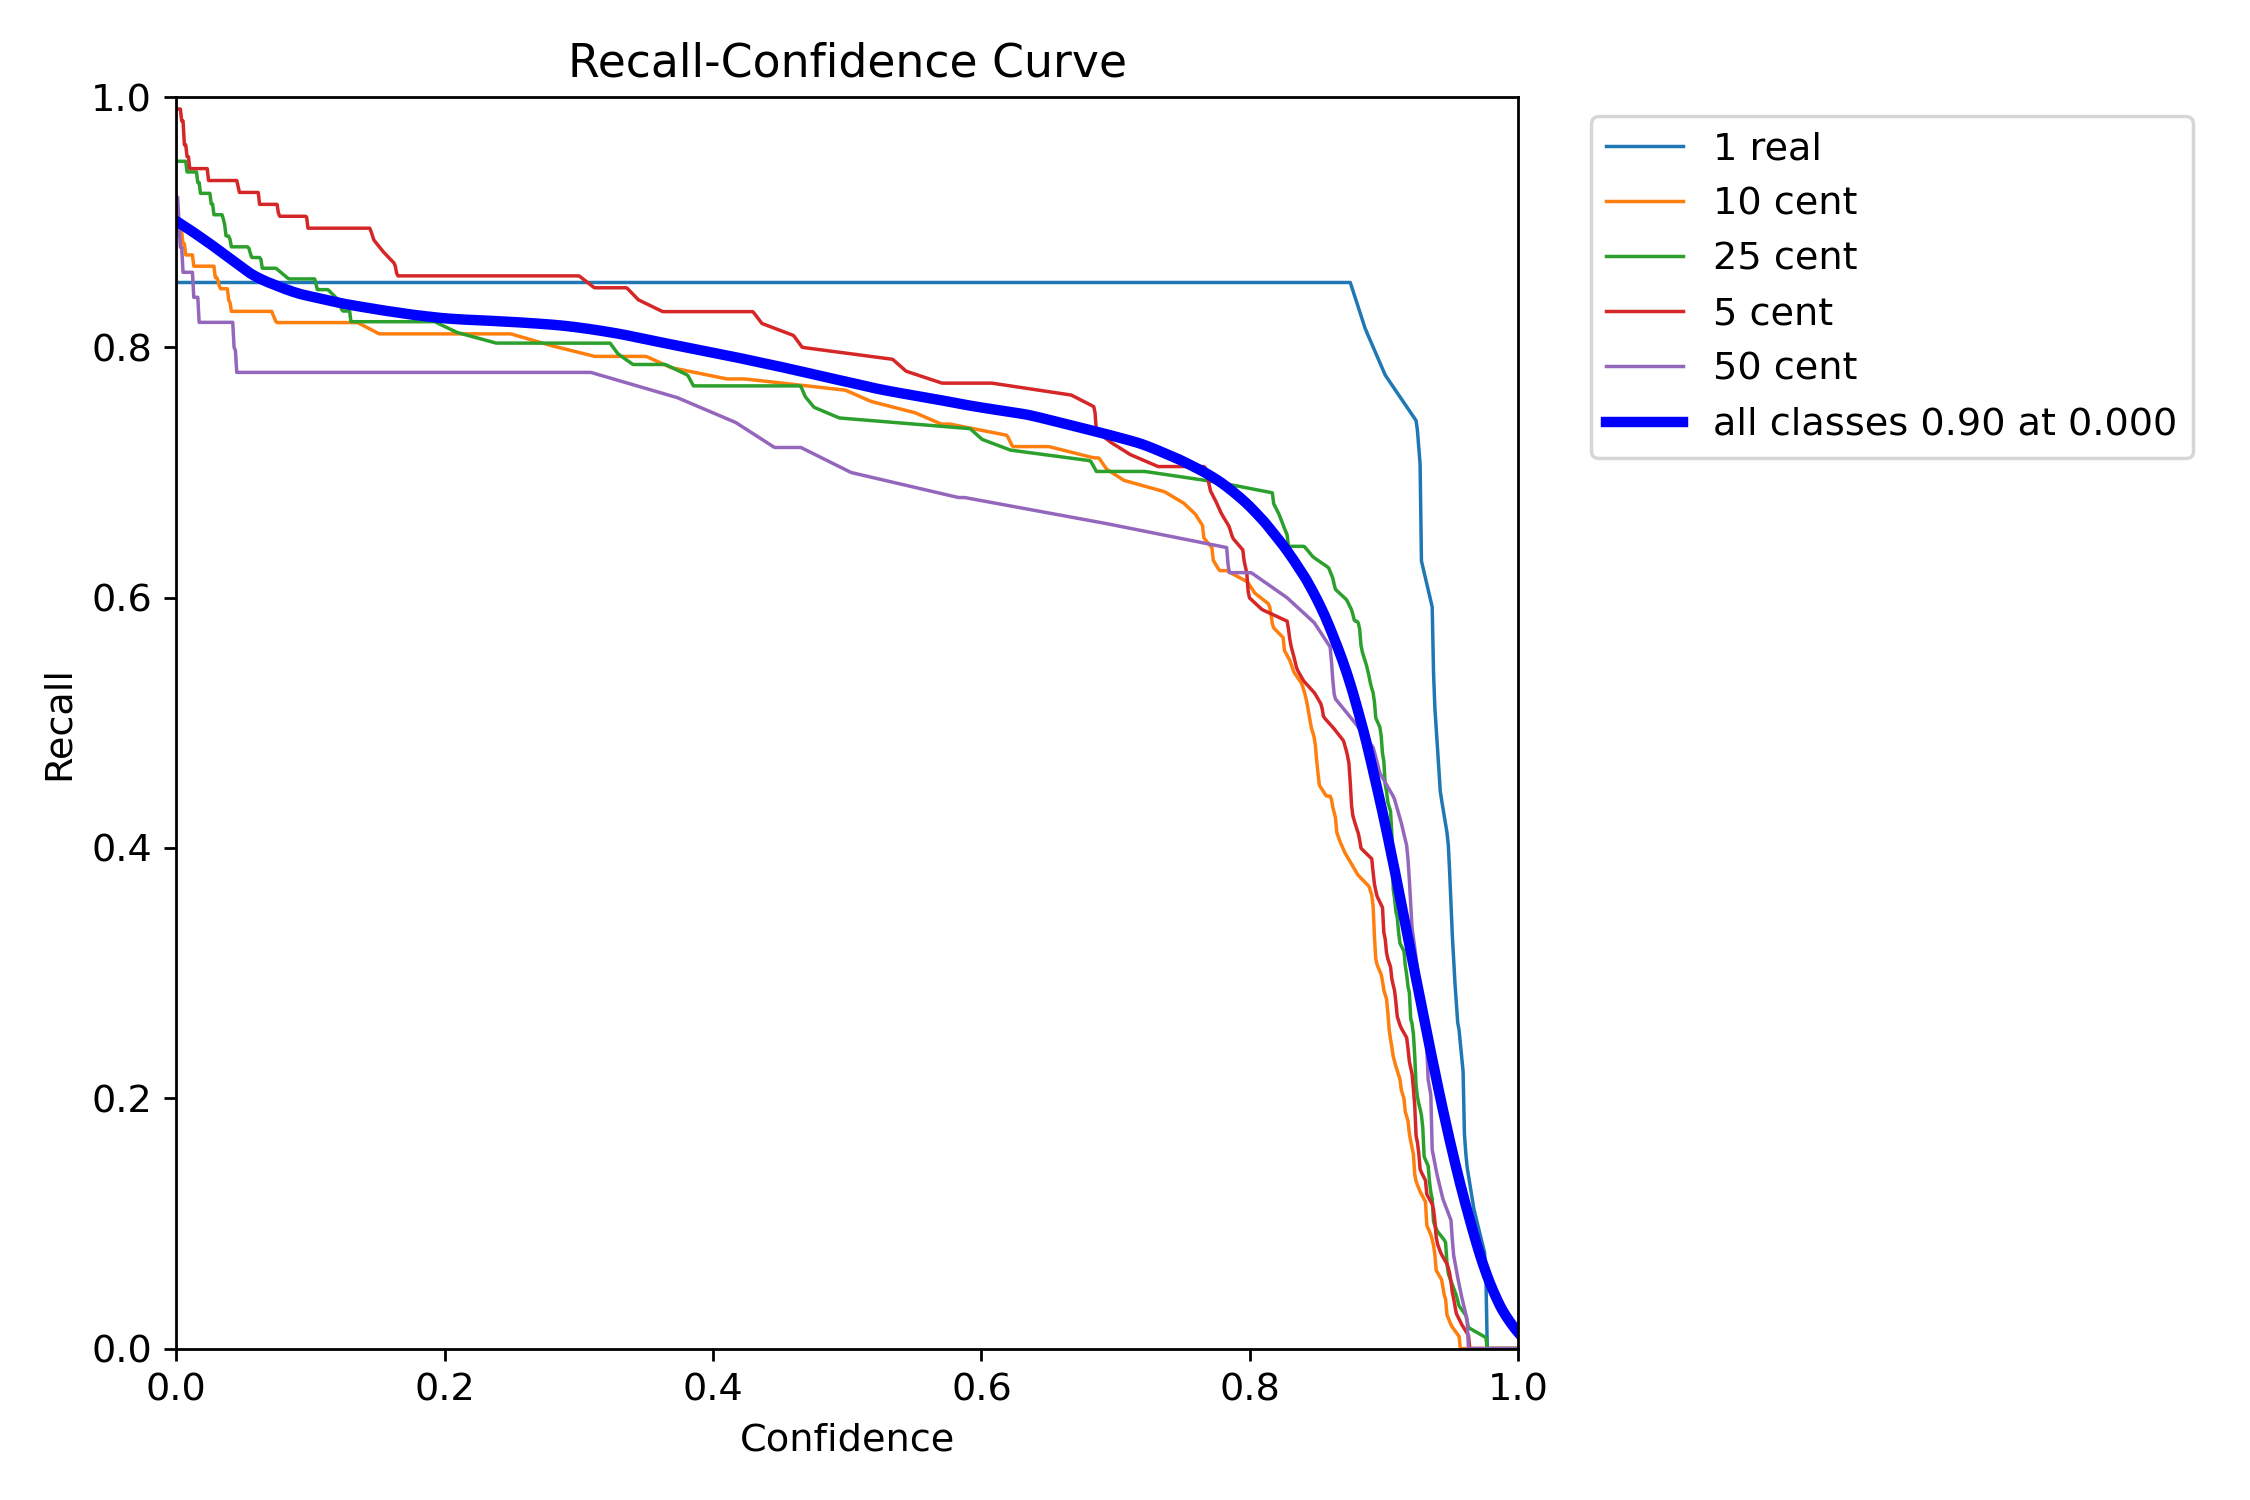 Recall-Confidence Curve
1.0
0.8
0.6
0.4
0.2
0.0
Recall
0.0 0.2 0.4 0.6 0.8 1.0
Confidence
1 real
10 cent
25 cent
5 cent
50 cent
all classes 0.90 at 0.000